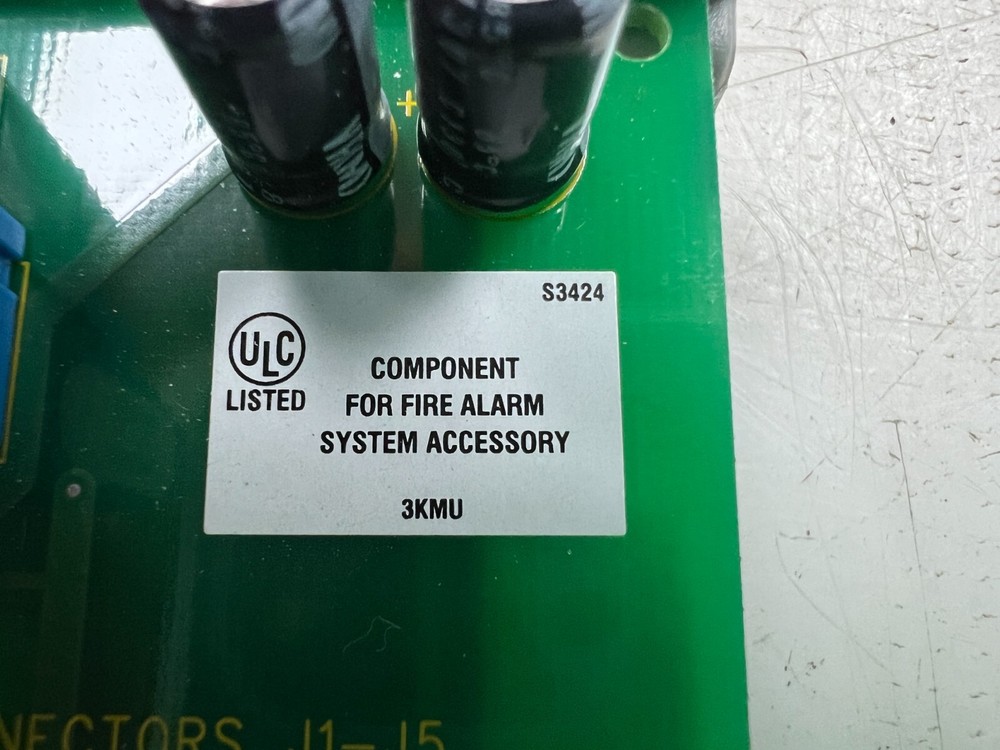 +
S3424
ULC
LISTED
COMPONENT
FOR FIRE ALARM
SYSTEM ACCESSORY
3KMU
NECTORS J1-J5